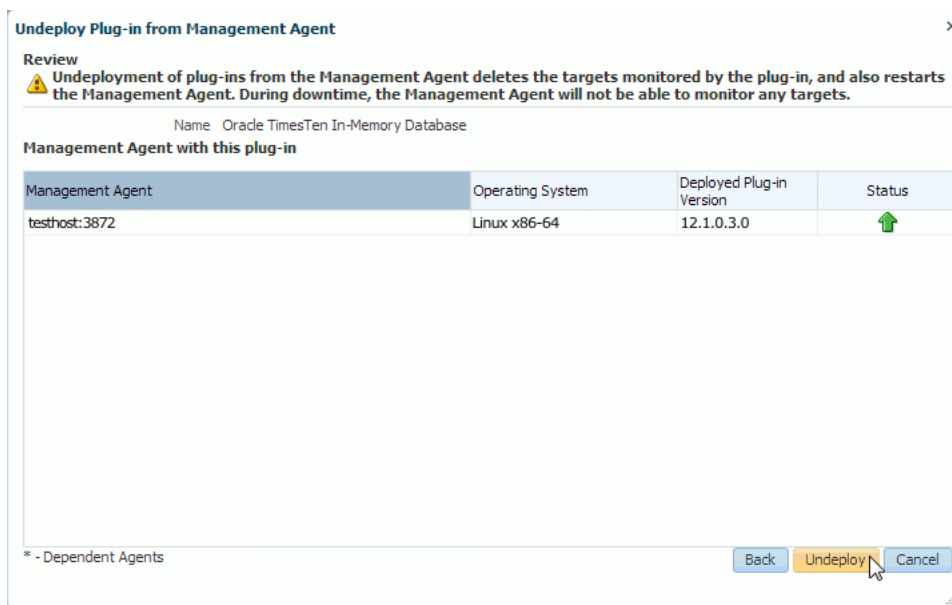 Undeploy Plug-in from Management Agent
Review
Undeployment of plug-ins from the Management Agent deletes the targets monitored by the plug-in, and also restarts
the Management Agent. During downtime, the Management Agent will not be able to monitor any targets.
Name Oracle TimesTen In-Memory Database
Management Agent with this plug-in
Management Agent Operating System Deployed Plug-in Version Status
testhost:3872 Linux x86-64 12.1.0.3.0
* - Dependent Agents
Back Undeploy Cancel